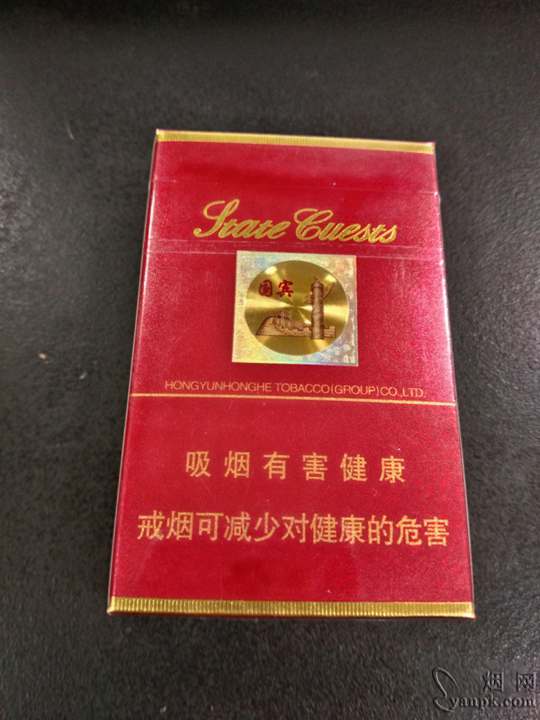 State Guests
国宾
HONGYUNHONGHE TOBACCO(GROUP)CO.,LTD.
吸烟有害健康
戒烟可减少对健康的危害
烟网
yanpk.com